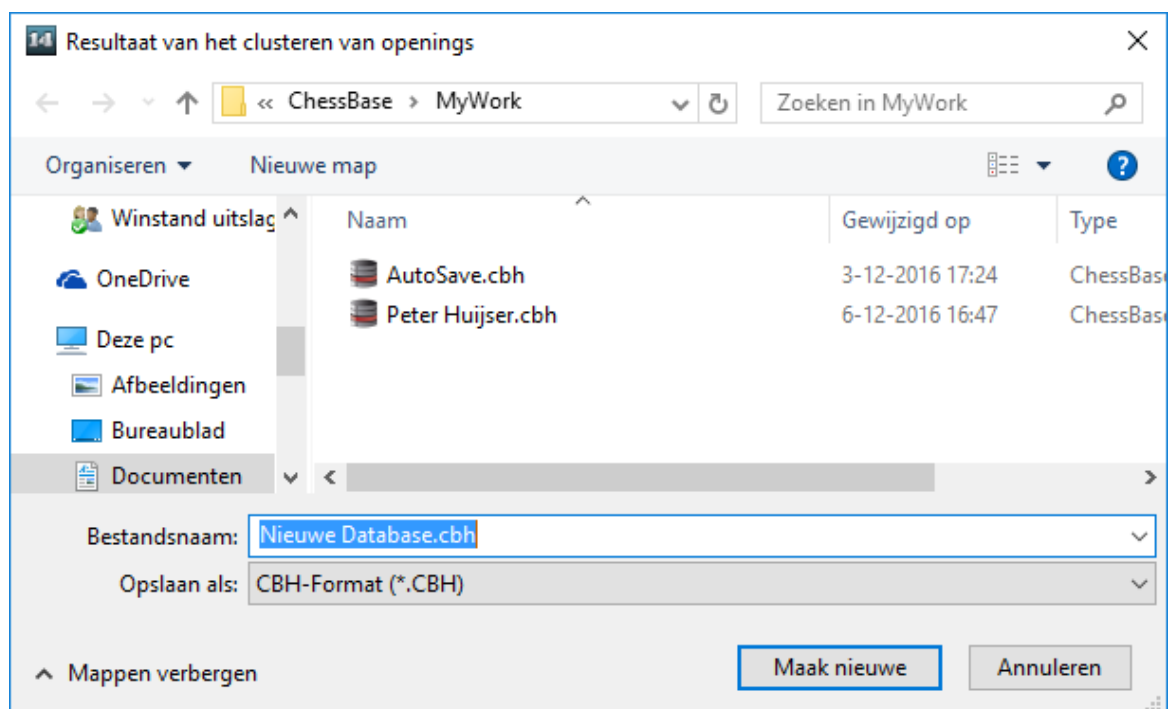 14 Resultaat van het clusteren van openings
« ChessBase › MyWork Zoeken in MyWork
Organiseren Nieuwe map ?
Winstand uitslag
OneDrive
Deze pc
Afbeeldingen
Bureaublad
Documenten
Naam Gewijzigd op Type
AutoSave.cbh 3-12-2016 17:24 ChessBas
Peter Huijser.cbh 6-12-2016 16:47 ChessBas
Bestandsnaam: Nieuwe Database.cbh
Opslaan als: CBH-Format (*.CBH)
Mappen verbergen Maak nieuwe Annuleren